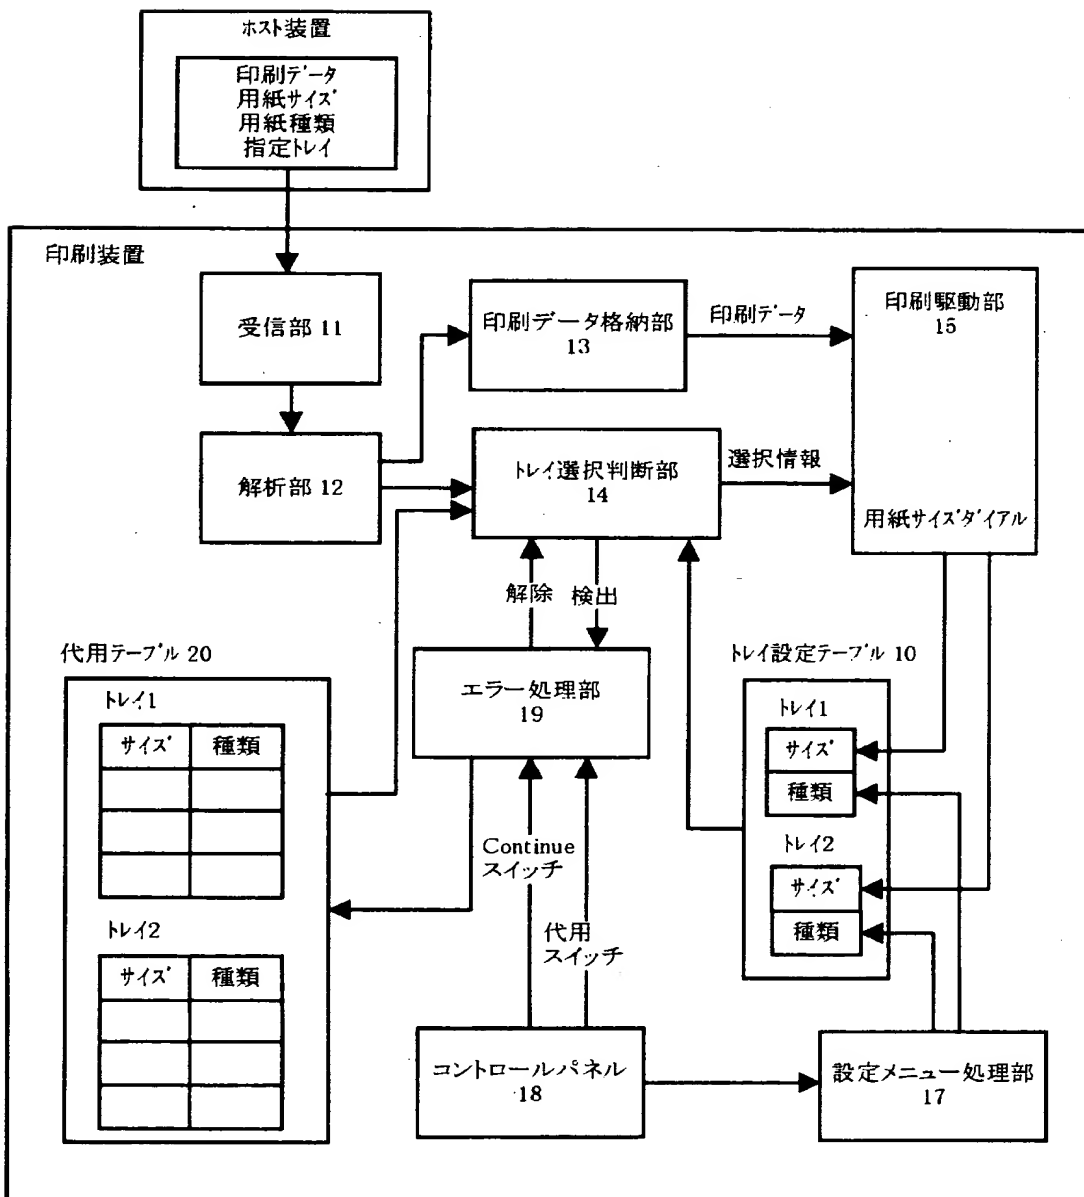 ホスト装置
印刷データ
用紙サイズ
用紙種類
指定トレイ
印刷装置
受信部 11
印刷データ格納部
13
印刷データ
印刷駆動部
15
解析部 12
トレイ選択判断部
14
選択情報
用紙サイズダイアル
解除
検出
代用テーブル 20
エラー処理部
19
トレイ設定テーブル 10
トレイ1
サイズ 種類
トレイ1
サイズ
種類
Continue
スイッチ
トレイ2
サイズ
種類
トレイ2
サイズ 種類
代用
スイッチ
コントロールパネル
18
設定メニュー処理部
17